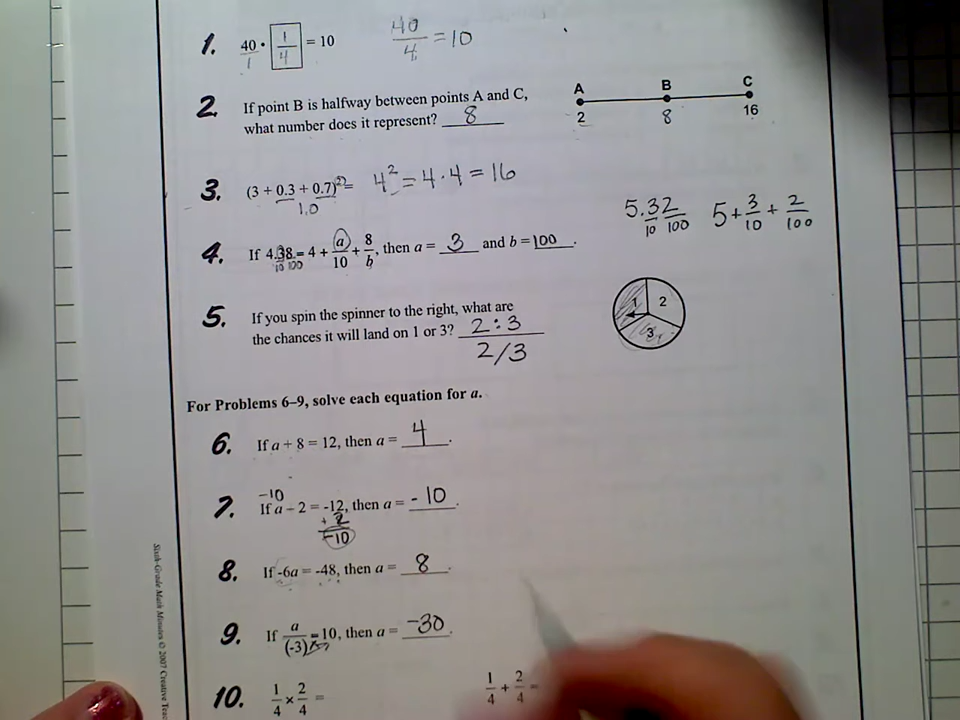 1. 40/1 · 1/4 = 10 40/4 = 10
2. If point B is halfway between points A and C,
what number does it represent? 8
A B C
2 8 16
3. (3 + 0.3 + 0.7)² = 4² = 4 · 4 = 16
1.0
5.32 5 + 3/10 + 2/100
10 100
4. If 4.38 = 4 + a/10 + 8/b, then a = 3 and b = 100.
10 100
5. If you spin the spinner to the right, what are
the chances it will land on 1 or 3? 2:3
2/3
1 2
3
For Problems 6–9, solve each equation for a.
6. If a + 8 = 12, then a = 4.
-10
7. If a – 2 = -12, then a = -10.
+ 2
-10
8. If -6a = -48, then a = 8.
9. If a/(-3) = 10, then a = -30.
10. 1/4 × 2/4 = 1/4 + 2/4 =
Sixth-Grade Math Minutes © 2007 Creative